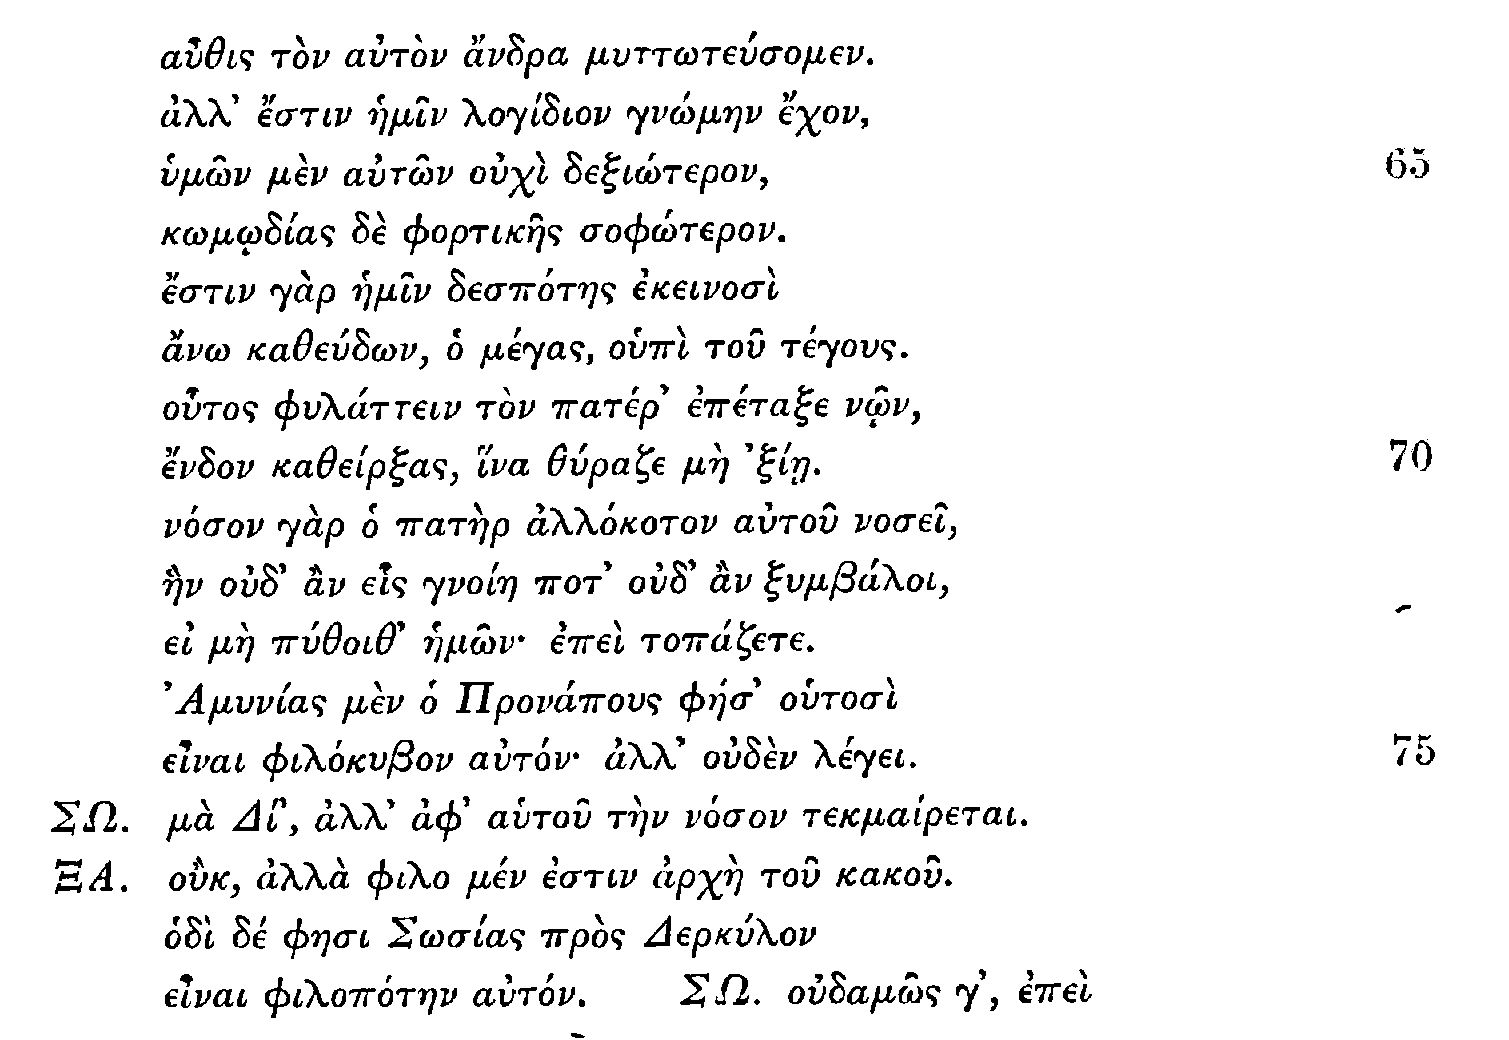 αὖθις τὸν αὐτὸν ἄνδρα μυττωτεύσομεν.
ἀλλ' ἔστιν ἡμῖν λογίδιον γνώμην ἔχον,
ὑμῶν μὲν αὐτῶν οὐχὶ δεξιώτερον, 65
κωμῳδίας δὲ φορτικῆς σοφώτερον.
ἔστιν γὰρ ἡμῖν δεσπότης ἐκεινοσὶ
ἄνω καθεύδων, ὁ μέγας, οὑπὶ τοῦ τέγους.
οὗτος φυλάττειν τὸν πατέρ' ἐπέταξε νῷν,
ἔνδον καθείρξας, ἵνα θύραζε μὴ 'ξίῃ. 70
νόσον γὰρ ὁ πατὴρ ἀλλόκοτον αὐτοῦ νοσεῖ,
ἣν οὐδ' ἂν εἷς γνοίη ποτ' οὐδ' ἂν ξυμβάλοι,
εἰ μὴ πύθοιθ' ἡμῶν· ἐπεὶ τοπάζετε.
Ἀμυνίας μὲν ὁ Προνάπους φήσ' οὑτοσὶ
εἶναι φιλόκυβον αὐτόν· ἀλλ' οὐδὲν λέγει. 75
ΣΩ. μὰ Δί', ἀλλ' ἀφ' αὑτοῦ τὴν νόσον τεκμαίρεται.
ΞΑ. οὔκ, ἀλλὰ φιλο μέν ἐστιν ἀρχὴ τοῦ κακοῦ.
ὁδὶ δέ φησι Σωσίας πρὸς Δερκύλον
εἶναι φιλοπότην αὐτόν. ΣΩ. οὐδαμῶς γ', ἐπεὶ